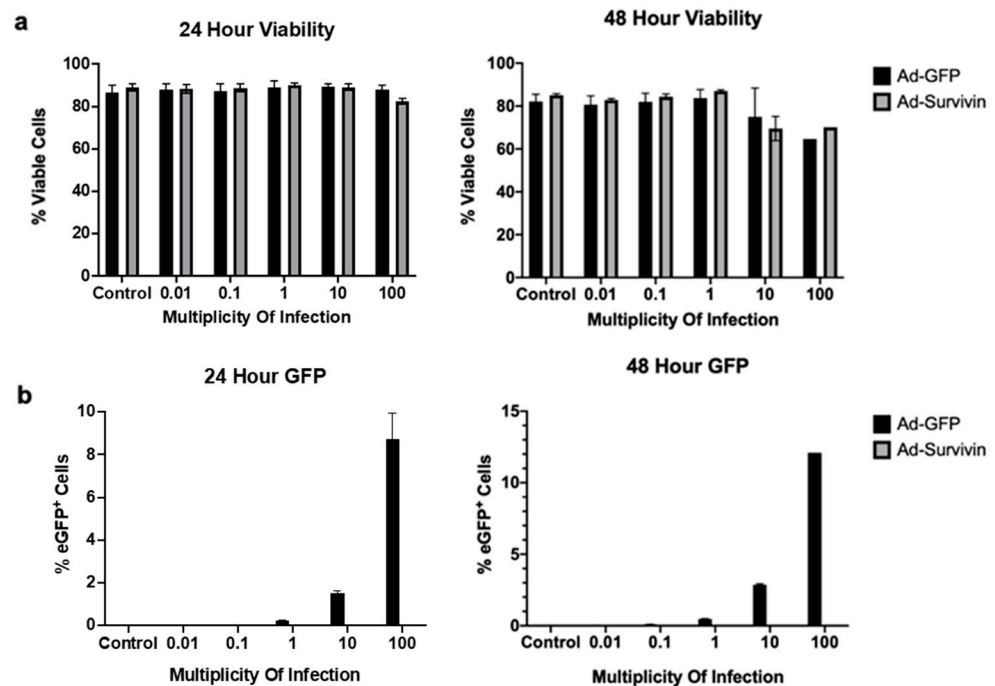 a
24 Hour Viability
48 Hour Viability
% Viable Cells
100
80
60
40
20
0
Control 0.01 0.1 1 10 100
Multiplicity Of Infection
% Viable Cells
100
80
60
40
20
0
Control 0.01 0.1 1 10 100
Multiplicity Of Infection
Ad-GFP
Ad-Survivin
b
24 Hour GFP
48 Hour GFP
% eGFP⁺ Cells
10
8
6
4
2
0
Control 0.01 0.1 1 10 100
Multiplicity Of Infection
% eGFP⁺ Cells
15
10
5
0
Control 0.01 0.1 1 10 100
Multiplicity Of Infection
Ad-GFP
Ad-Survivin